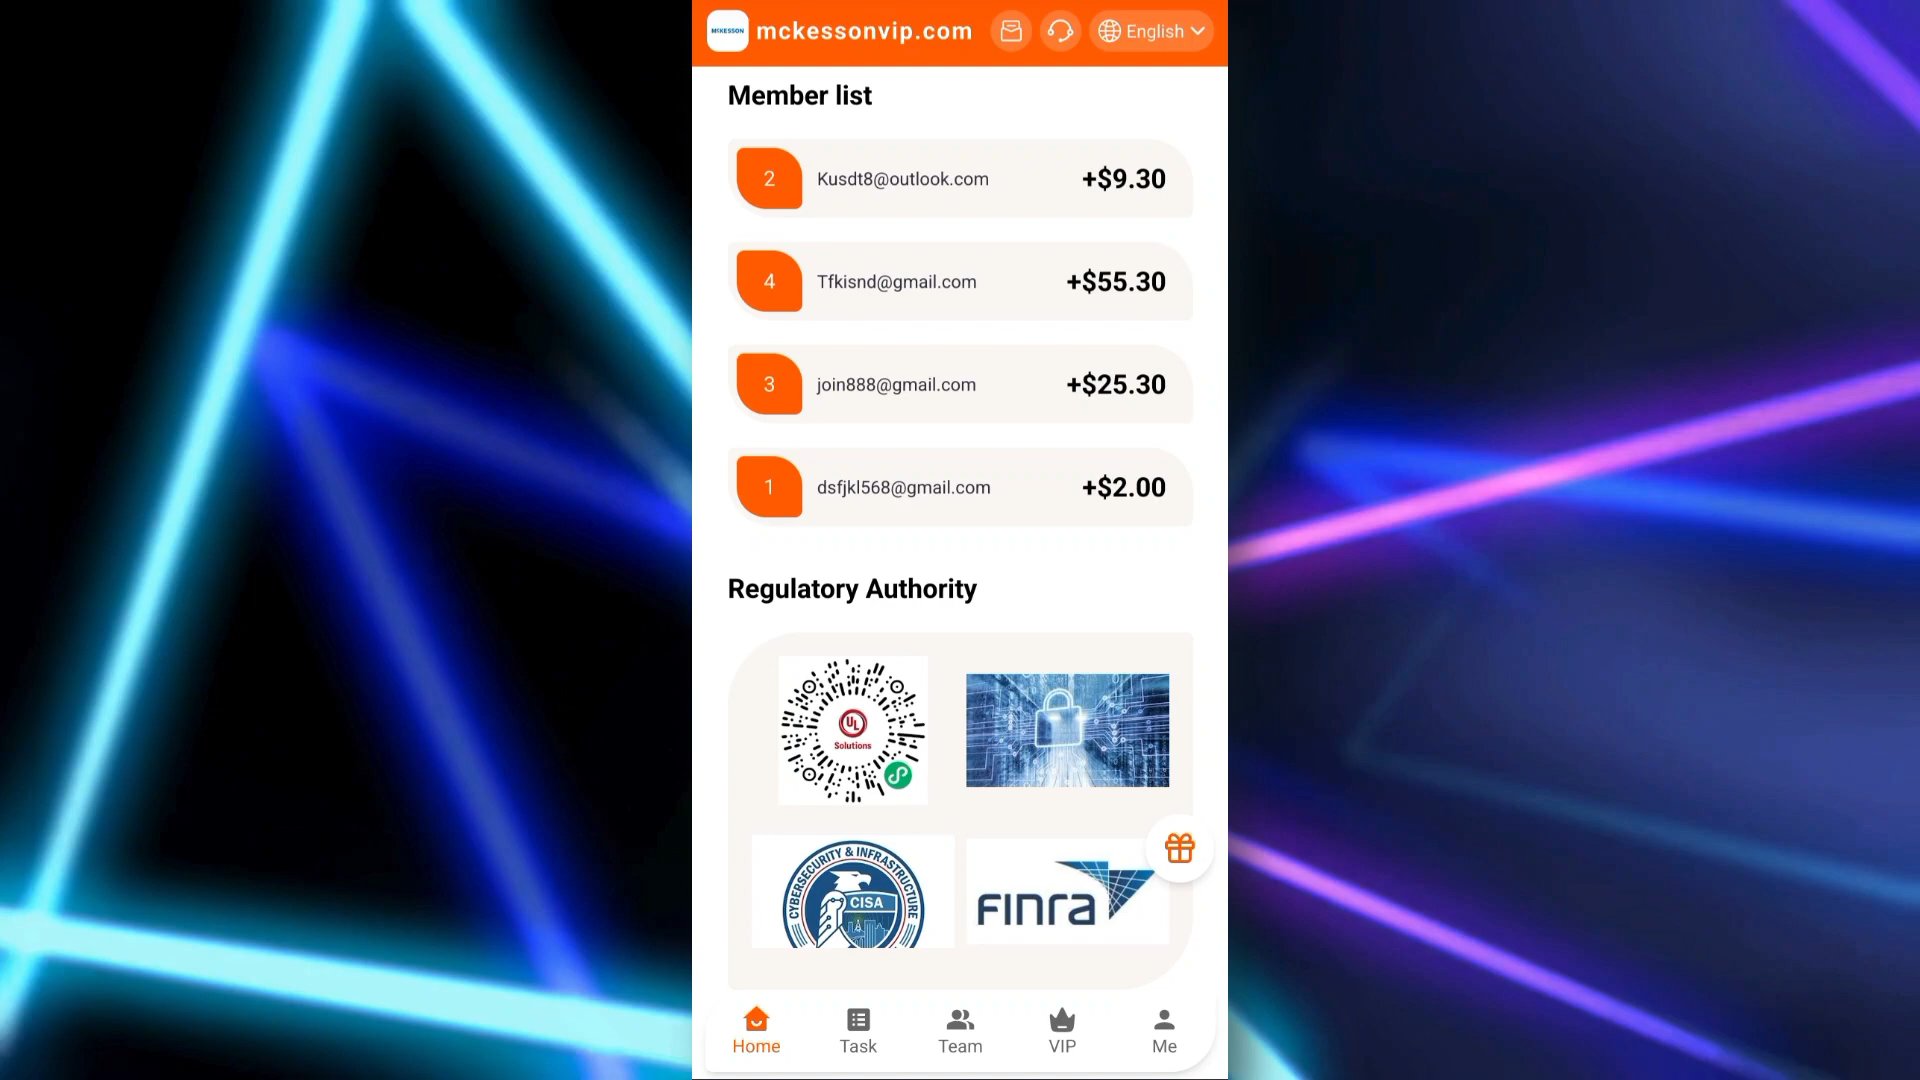 MCKESSON mckessonvip.com English
Member list
2 Kusdt8@outlook.com +$9.30
4 Tfkisnd@gmail.com +$55.30
3 join888@gmail.com +$25.30
1 dsfjkl568@gmail.com +$2.00
Regulatory Authority
UL
Solutions
CYBERSECURITY & INFRASTRUCTURE
CISA
FINra
Home Task Team VIP Me